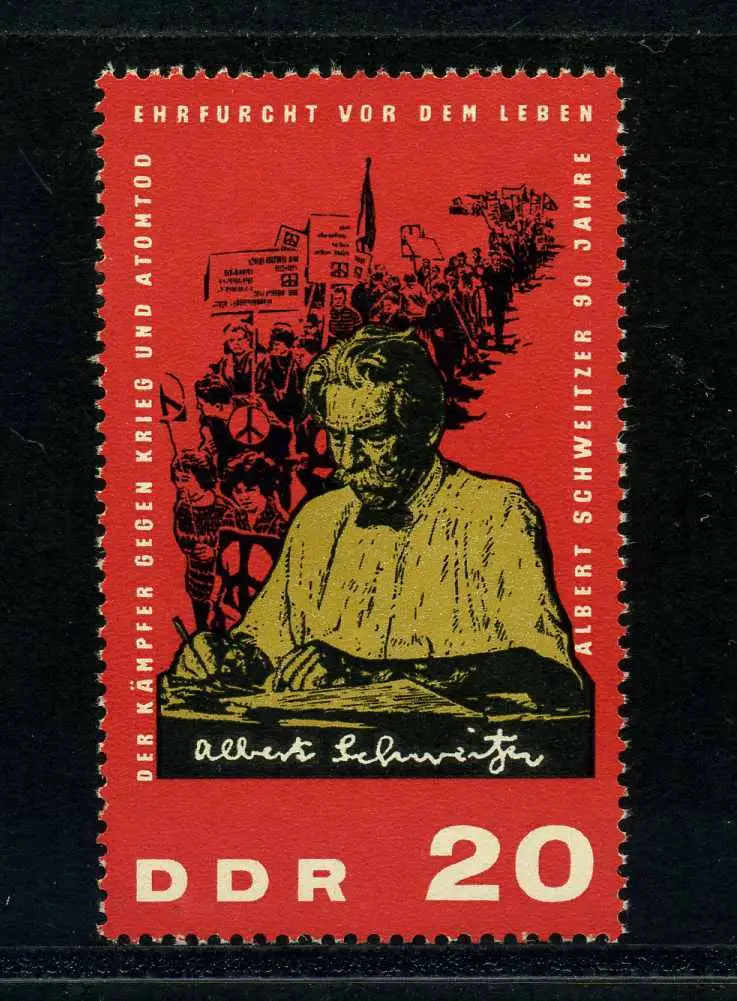 EHRFURCHT VOR DEM LEBEN
DER KÄMPFER GEGEN KRIEG UND ATOMTOD
ALBERT SCHWEITZER 90 JAHRE
Albert Schweitzer
DDR 20